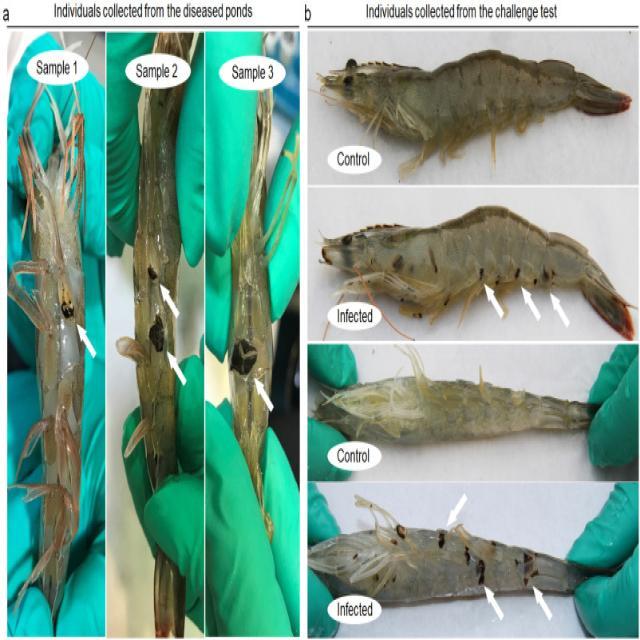 a
Individuals collected from the diseased ponds
Sample 1
Sample 2
Sample 3
b
Individuals collected from the challenge test
Control
Infected
Control
Infected